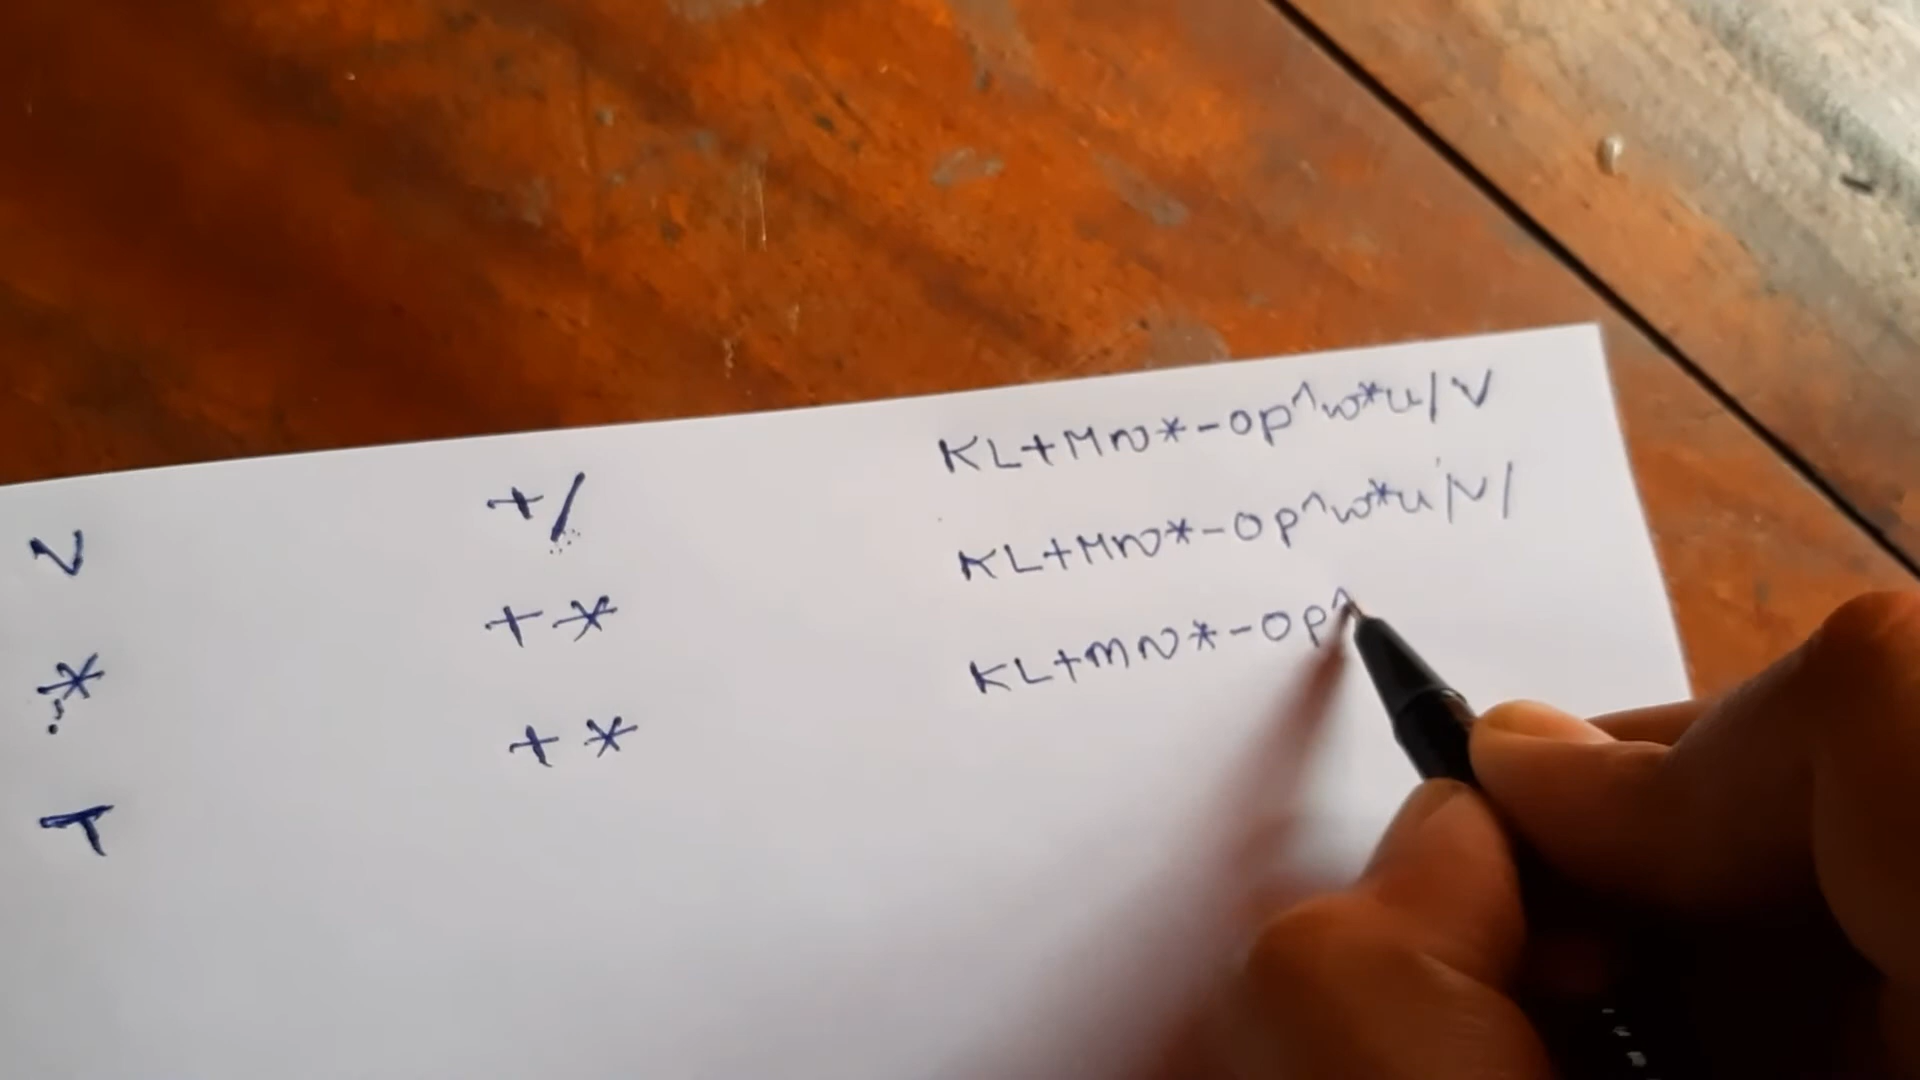 V +/ KL+MN*-OP^W*U/V
* +* KL+MN*-OP^W*U/V/
T +* KL+MN*-OP^